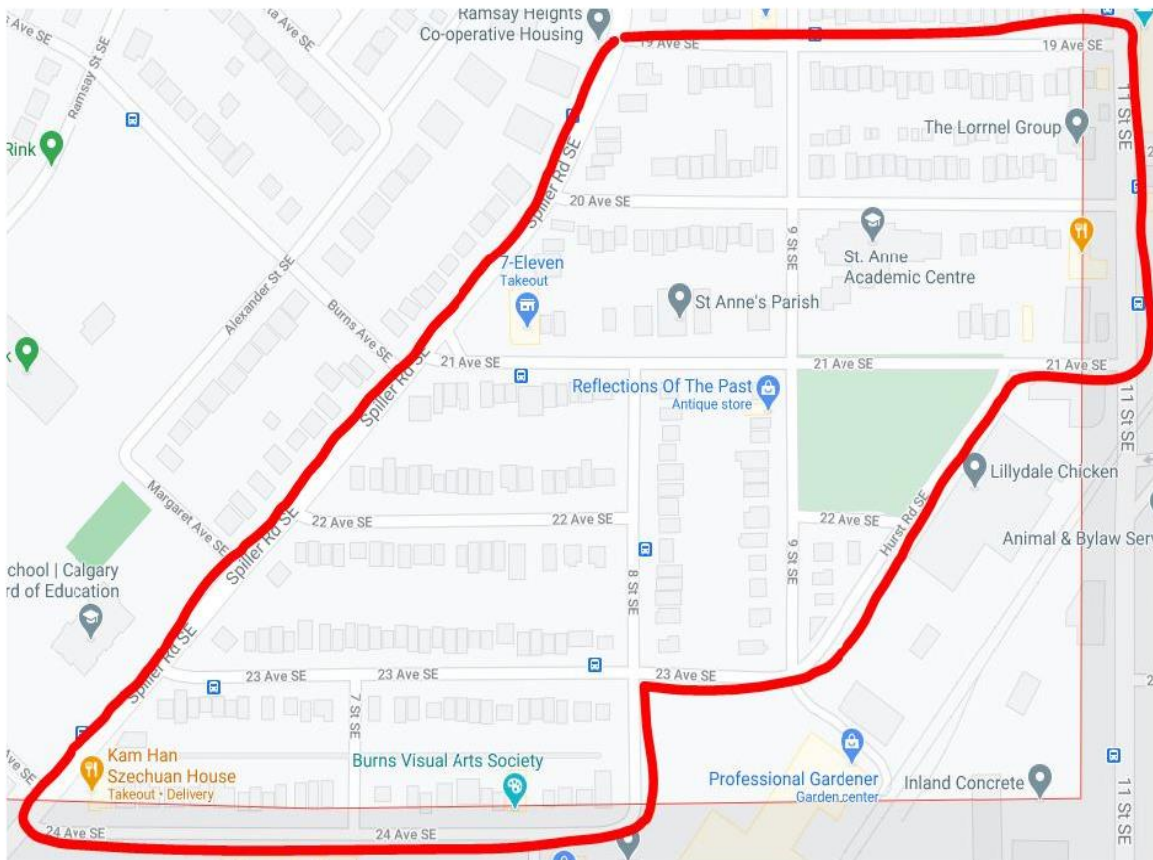 Ave SE
Ave SE
Ramsay St SE
Ramsay Heights
Co-operative Housing
19 Ave SE
19 Ave SE
11 St SE
The Lorrnel Group
Rink
Spiller Rd SE
20 Ave SE
9 St SE
St. Anne
Academic Centre
7-Eleven
Takeout
St Anne's Parish
Alexander St SE
Burns Ave SE
21 Ave SE
21 Ave SE
21 Ave SE
Spiller Rd SE
Reflections Of The Past
Antique store
11 St SE
Lillydale Chicken
Margaret Ave SE
22 Ave SE
22 Ave SE
22 Ave SE
Hurst Rd SE
Animal & Bylaw Serv
Spiller Rd SE
9 St SE
8 St SE
chool | Calgary
rd of Education
Spiller Rd SE
23 Ave SE
23 Ave SE
23 Ave SE
7 St SE
Kam Han
Szechuan House
Takeout • Delivery
Burns Visual Arts Society
Professional Gardener
Garden center
Inland Concrete
11 St SE
Ave SE
24 Ave SE
24 Ave SE